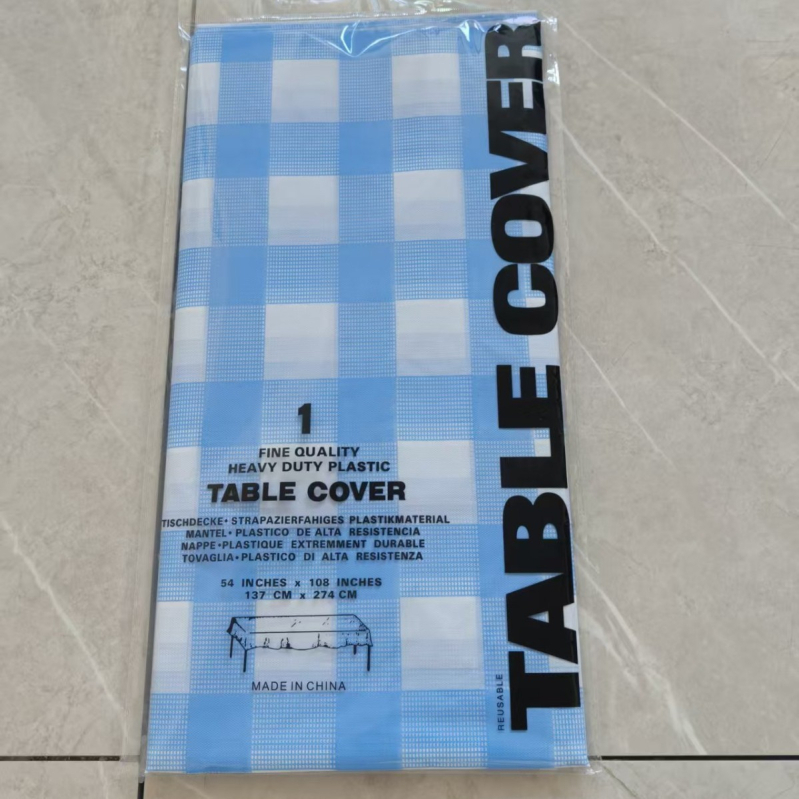 1
FINE QUALITY
HEAVY DUTY PLASTIC
TABLE COVER
TISCHDECKE• STRAPAZIERFAHIGES PLASTIKMATERIAL
MANTEL• PLASTICO DE ALTA RESISTENCIA
NAPPE•PLASTIQUE EXTREMMENT DURABLE
TOVAGLIA•PLASTICO DI ALTA RESISTENZA
54 INCHES x 108 INCHES
137 CM x 274 CM
MADE IN CHINA
REUSABLE
TABLE COVER